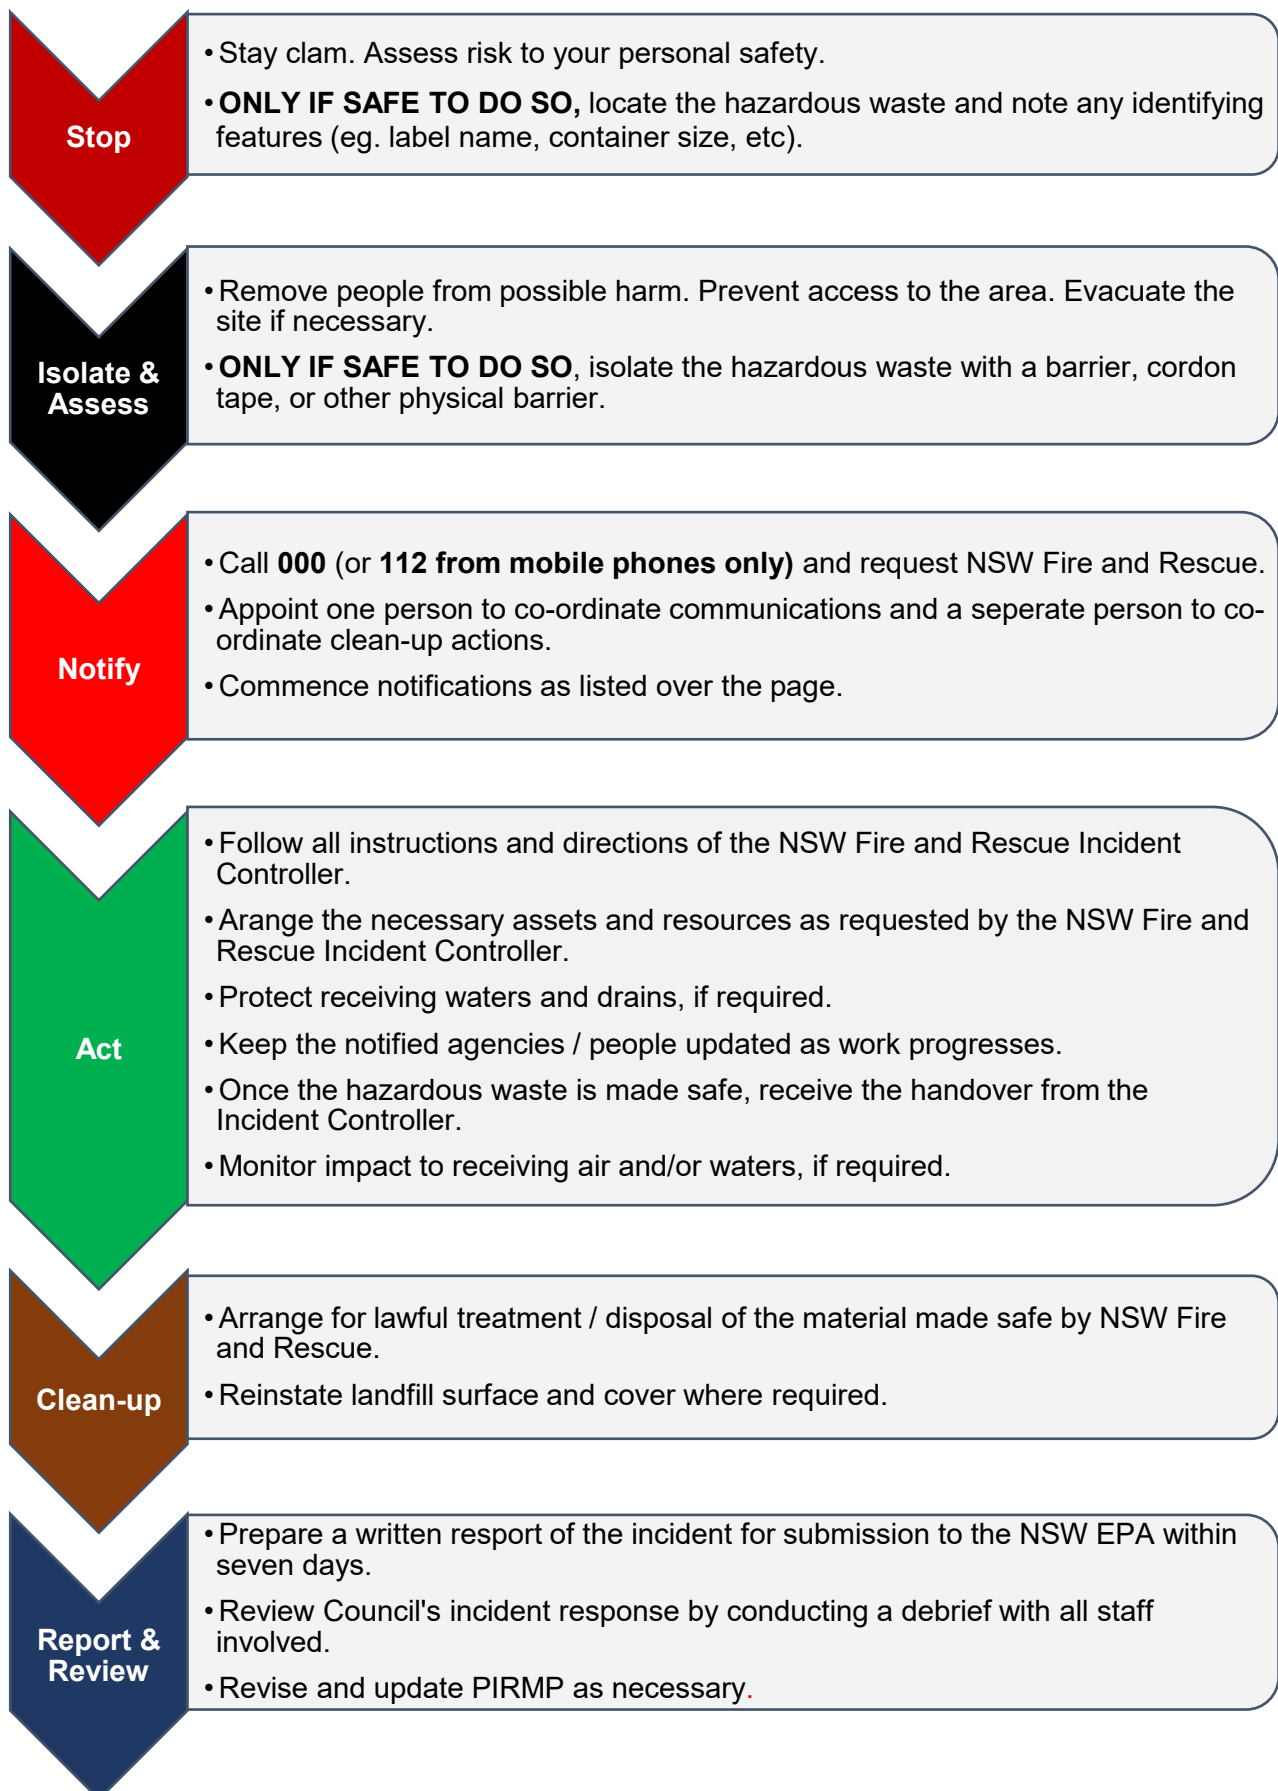 Stop
• Stay clam. Assess risk to your personal safety.
• ONLY IF SAFE TO DO SO, locate the hazardous waste and note any identifying
features (eg. label name, container size, etc).
Isolate &
Assess
• Remove people from possible harm. Prevent access to the area. Evacuate the
site if necessary.
• ONLY IF SAFE TO DO SO, isolate the hazardous waste with a barrier, cordon
tape, or other physical barrier.
Notify
• Call 000 (or 112 from mobile phones only) and request NSW Fire and Rescue.
• Appoint one person to co-ordinate communications and a seperate person to co-
ordinate clean-up actions.
• Commence notifications as listed over the page.
Act
• Follow all instructions and directions of the NSW Fire and Rescue Incident
Controller.
• Arange the necessary assets and resources as requested by the NSW Fire and
Rescue Incident Controller.
• Protect receiving waters and drains, if required.
• Keep the notified agencies / people updated as work progresses.
• Once the hazardous waste is made safe, receive the handover from the
Incident Controller.
• Monitor impact to receiving air and/or waters, if required.
Clean-up
• Arrange for lawful treatment / disposal of the material made safe by NSW Fire
and Rescue.
• Reinstate landfill surface and cover where required.
Report &
Review
• Prepare a written resport of the incident for submission to the NSW EPA within
seven days.
• Review Council's incident response by conducting a debrief with all staff
involved.
• Revise and update PIRMP as necessary.